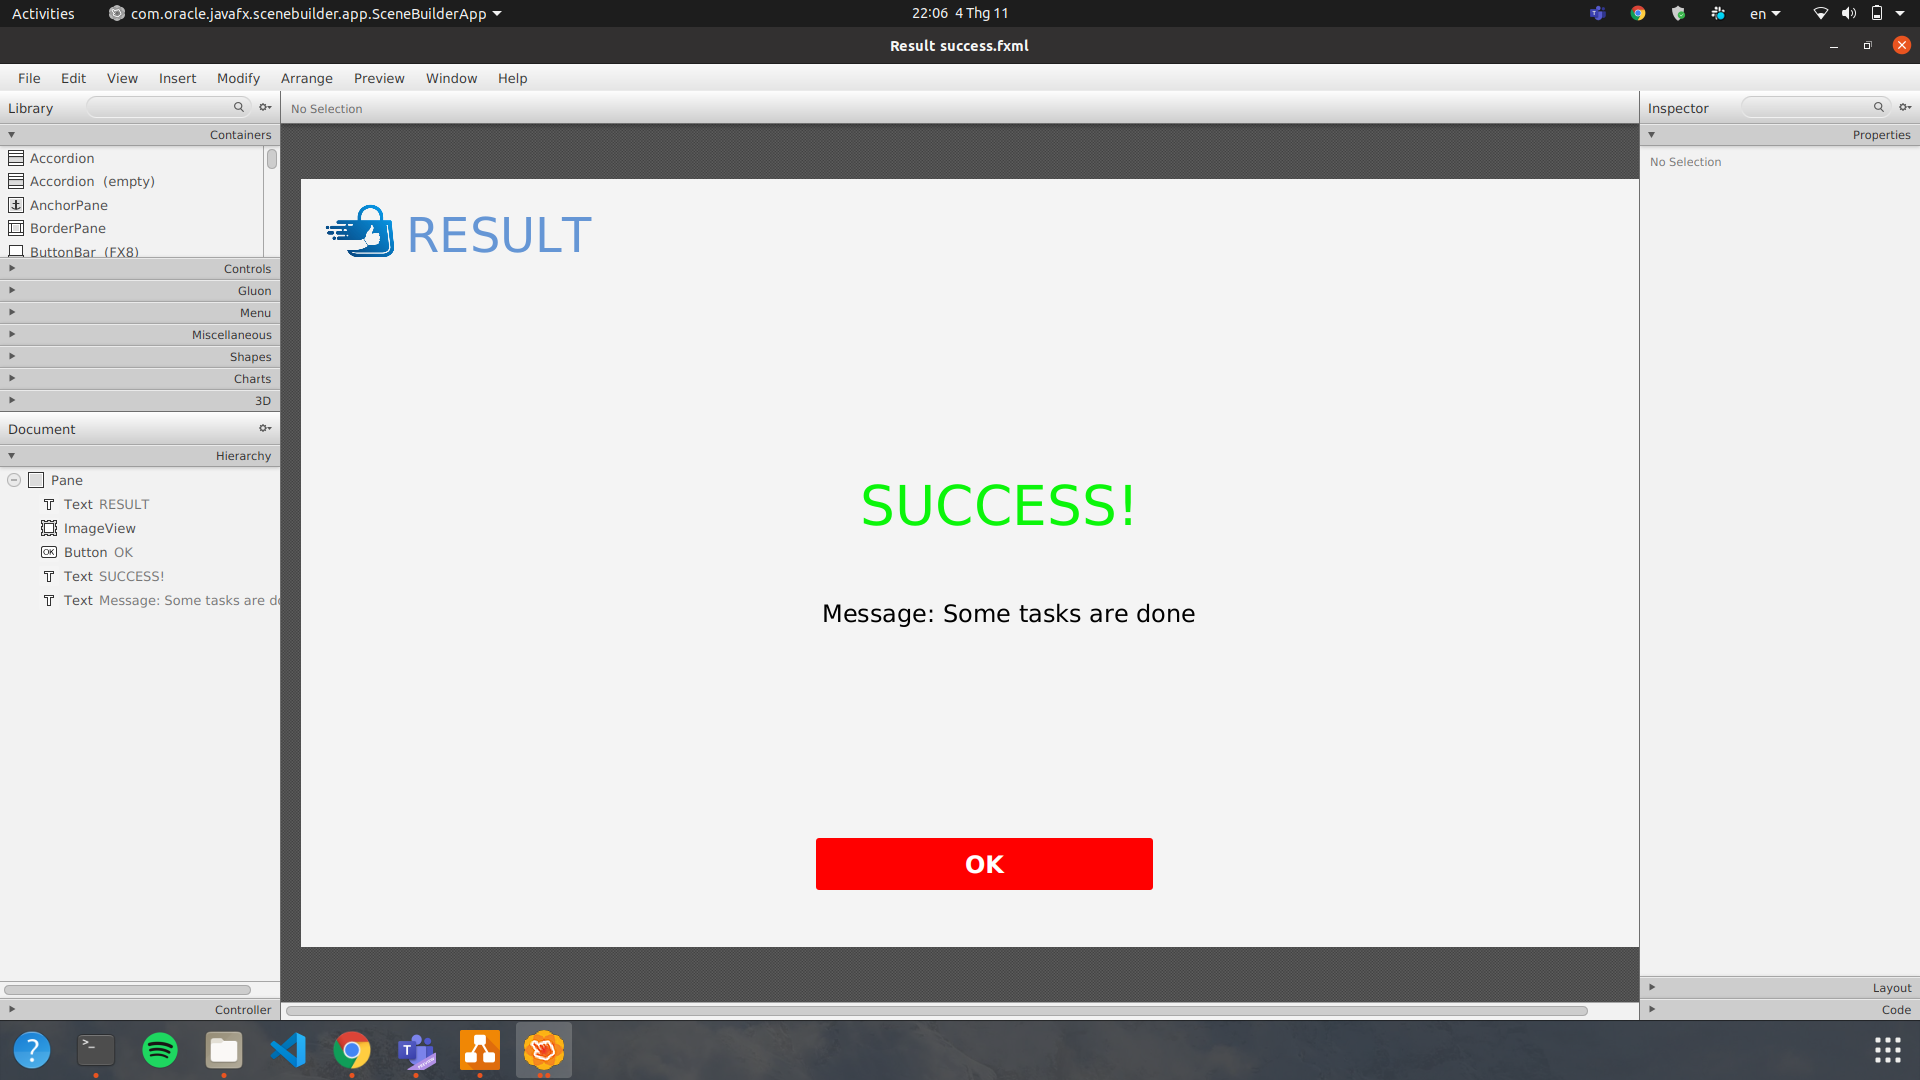 Activities com.oracle.javafx.scenebuilder.app.SceneBuilderApp 22:06 4 Thg 11 en
Result success.fxml
File Edit View Insert Modify Arrange Preview Window Help
Library No Selection Inspector
Containers Properties
Accordion No Selection
Accordion (empty)
AnchorPane
BorderPane
ButtonBar (FX8)
Controls
Gluon
Menu
Miscellaneous
Shapes
Charts
3D
Document
Hierarchy
Pane
Text RESULT
ImageView
OK Button OK
Text SUCCESS!
Text Message: Some tasks are do
RESULT
SUCCESS!
Message: Some tasks are done
OK
Layout
Controller Code